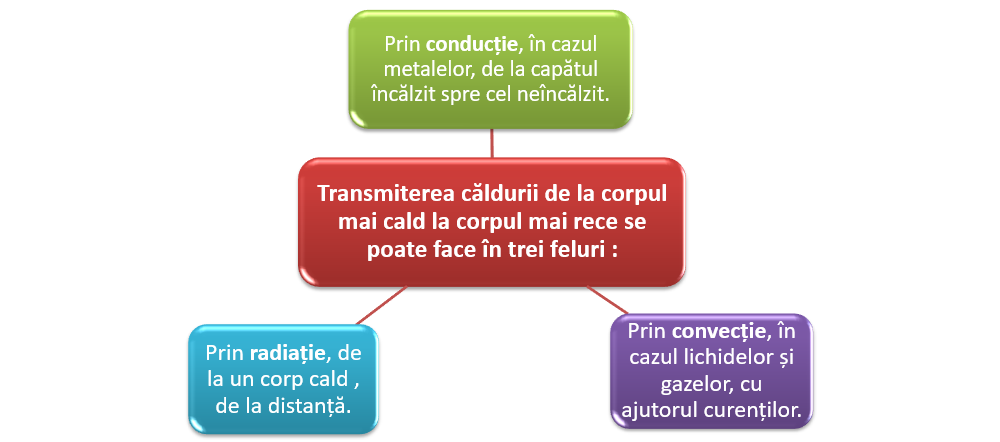 Prin conducție, în cazul
metalelor, de la capătul
încălzit spre cel neîncălzit.
Transmiterea căldurii de la corpul
mai cald la corpul mai rece se
poate face în trei feluri :
Prin radiație, de
la un corp cald ,
de la distanță.
Prin convecție, în
cazul lichidelor și
gazelor, cu
ajutorul curenților.